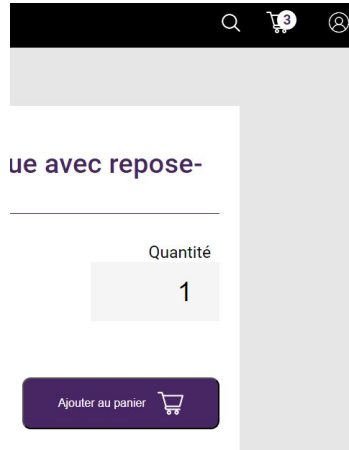 3
ue avec repose-
Quantité
1
Ajouter au panier